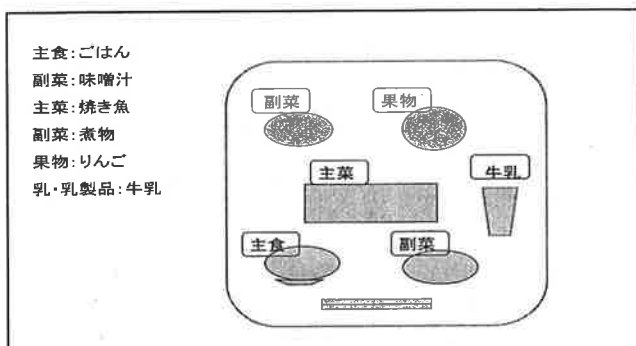 主食:ごはん
副菜:味噌汁
主菜:焼き魚
副菜:煮物
果物:りんご
乳・乳製品:牛乳
副菜
果物
主菜
牛乳
主食
副菜